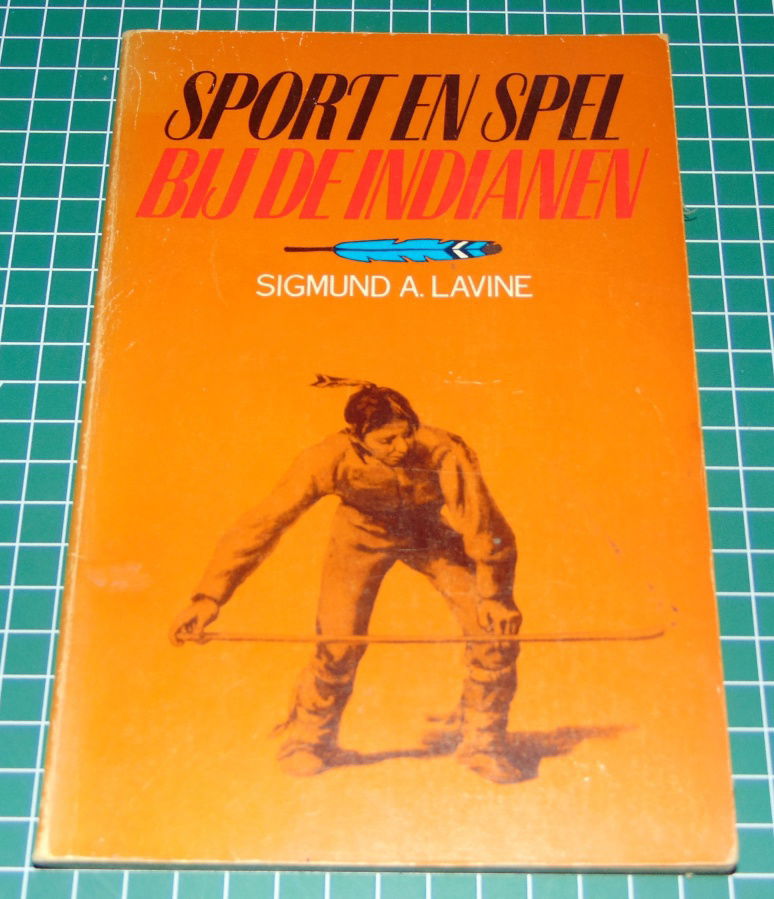 SPORT EN SPEL
BIJ DE INDIANEN
SIGMUND A. LAVINE